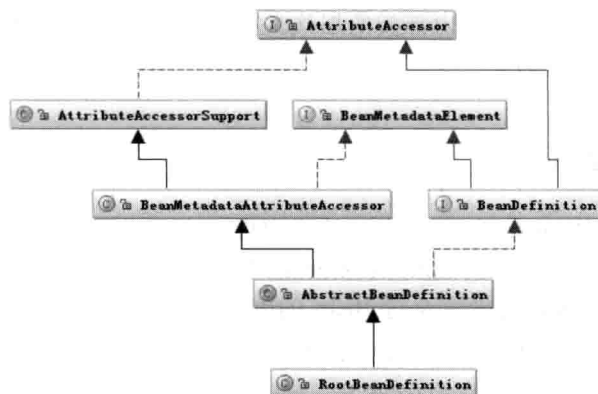 I AttributeAccessor
C AttributeAccessorSupport
I BeanMetadataElement
C BeanMetadataAttributeAccessor
I BeanDefinition
C AbstractBeanDefinition
C RootBeanDefinition